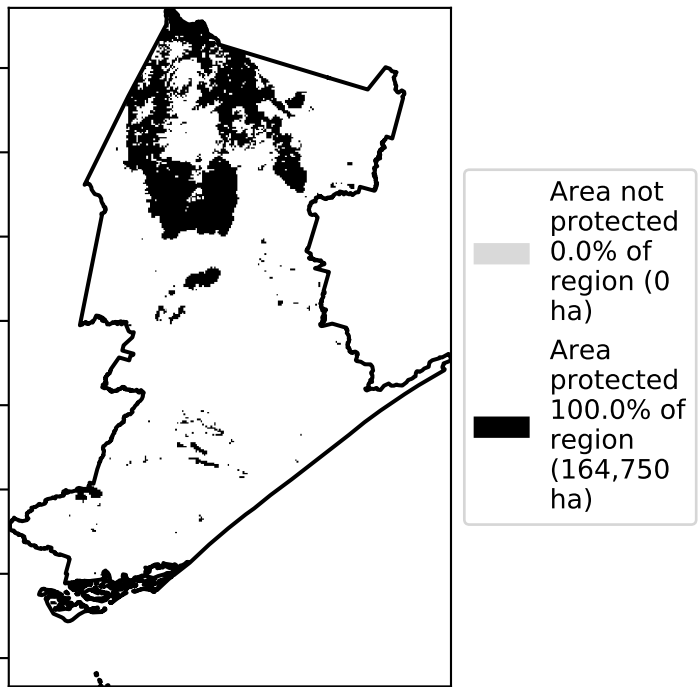 Area not
protected
0.0% of
region (0
ha)
Area
protected
100.0% of
region
(164,750
ha)